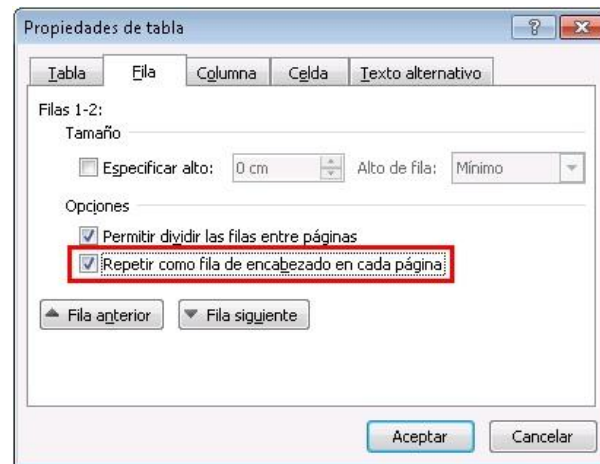 Propiedades de tabla
Tabla Fila Columna Celda Texto alternativo
Filas 1-2:
Tamaño
Especificar alto: 0 cm Alto de fila: Mínimo
Opciones
Permitir dividir las filas entre páginas
Repetir como fila de encabezado en cada página
Fila anterior Fila siguiente
Aceptar Cancelar